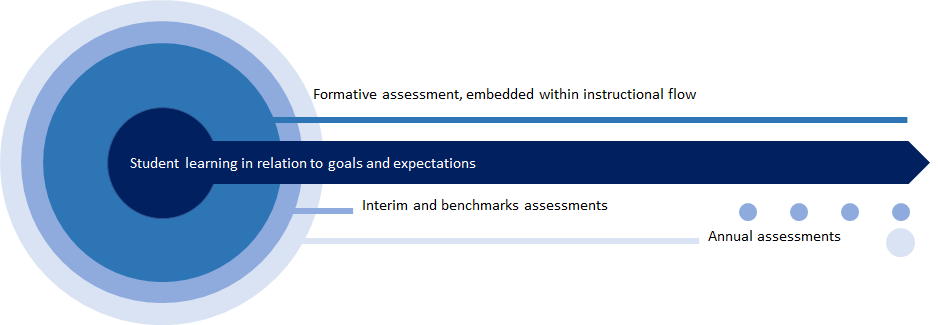 Formative assessment, embedded within instructional flow
Student learning in relation to goals and expectations
Interim and benchmarks assessments
Annual assessments